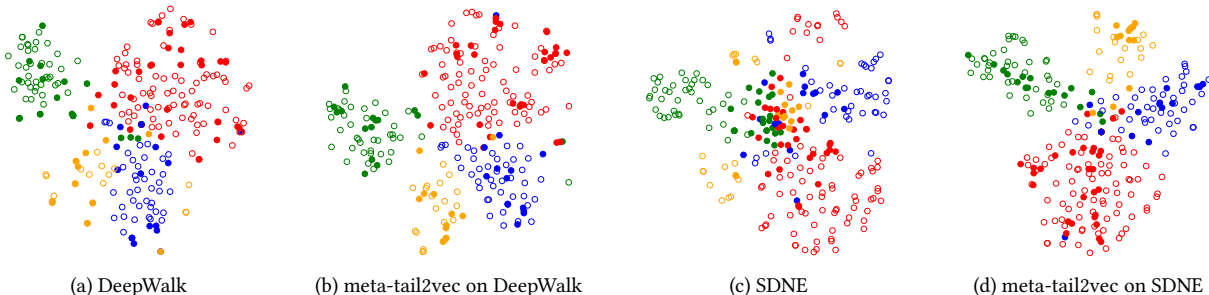 (a) DeepWalk
(b) meta-tail2vec on DeepWalk
(c) SDNE
(d) meta-tail2vec on SDNE